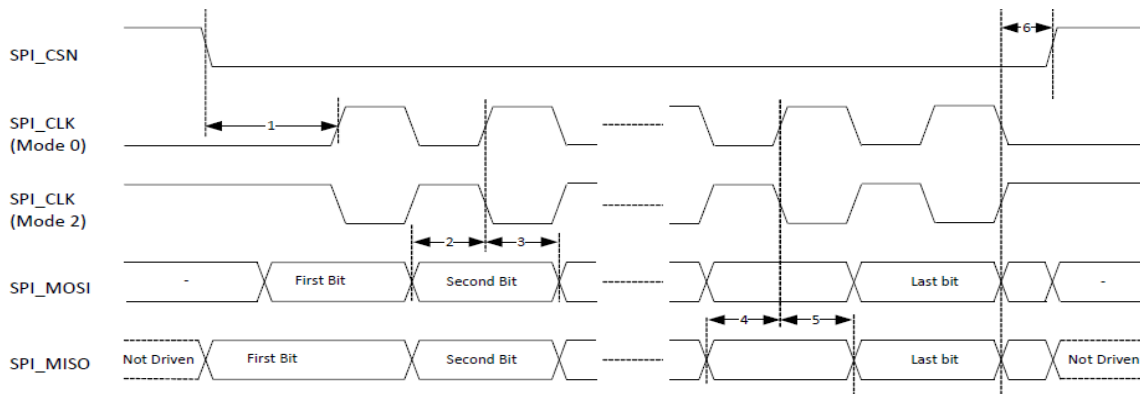 SPI_CSN
6
SPI_CLK
(Mode 0)
1
SPI_CLK
(Mode 2)
2 3
SPI_MOSI
- First Bit Second Bit Last bit -
4 5
SPI_MISO
Not Driven First Bit Second Bit Last bit Not Driven